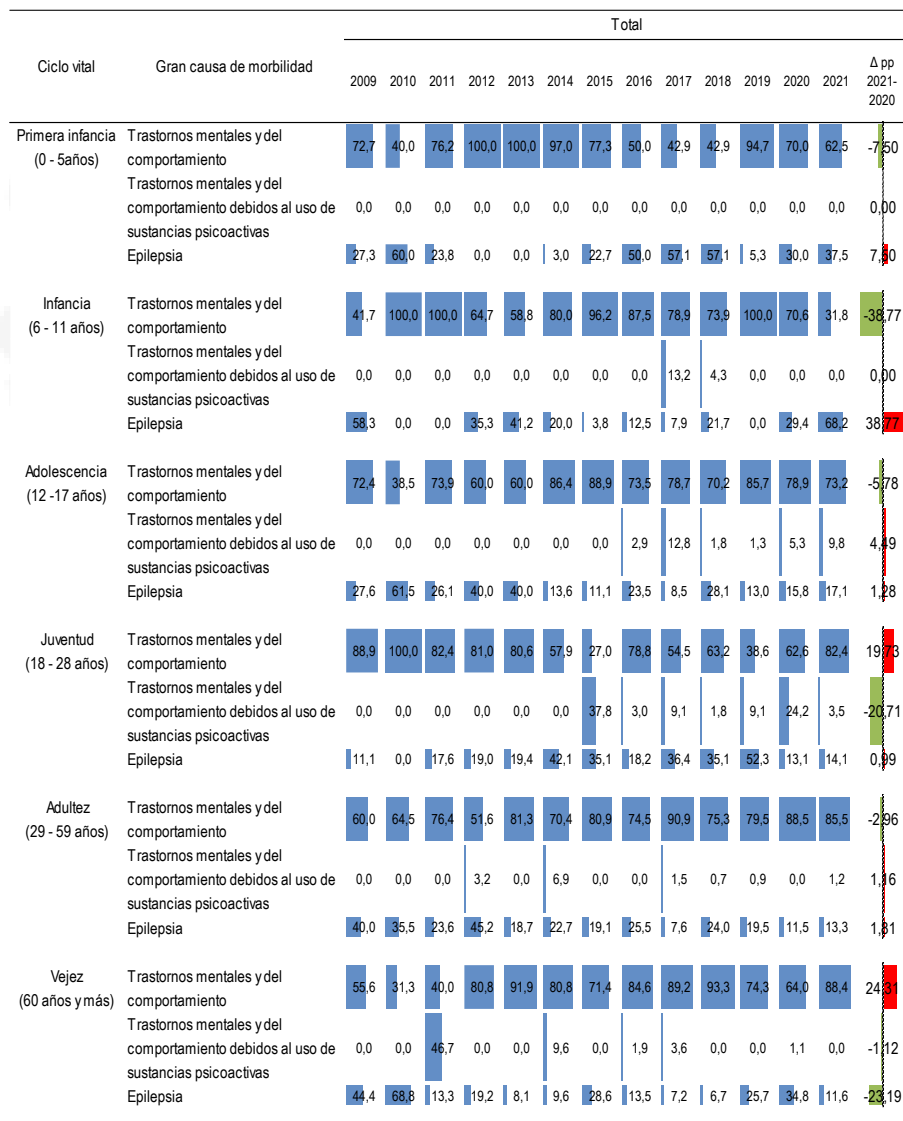 Total
Ciclo vital Gran causa de morbilidad 2009 2010 2011 2012 2013 2014 2015 2016 2017 2018 2019 2020 2021 Δ pp
2021-
2020
Primera infancia Trastornos mentales y del
(0 - 5años) comportamiento 72,7 40,0 76,2 100,0 100,0 97,0 77,3 50,0 42,9 42,9 94,7 70,0 62,5 -7,50
Trastornos mentales y del
comportamiento debidos al uso de 0,0 0,0 0,0 0,0 0,0 0,0 0,0 0,0 0,0 0,0 0,0 0,0 0,0 0,00
sustancias psicoactivas
Epilepsia 27,3 60,0 23,8 0,0 0,0 3,0 22,7 50,0 57,1 57,1 5,3 30,0 37,5 7,50
Infancia Trastornos mentales y del
(6 - 11 años) comportamiento 41,7 100,0 100,0 64,7 58,8 80,0 96,2 87,5 78,9 73,9 100,0 70,6 31,8 -38,77
Trastornos mentales y del
comportamiento debidos al uso de 0,0 0,0 0,0 0,0 0,0 0,0 0,0 0,0 13,2 4,3 0,0 0,0 0,0 0,00
sustancias psicoactivas
Epilepsia 58,3 0,0 0,0 35,3 41,2 20,0 3,8 12,5 7,9 21,7 0,0 29,4 68,2 38,77
Adolescencia Trastornos mentales y del
(12 -17 años) comportamiento 72,4 38,5 73,9 60,0 60,0 86,4 88,9 73,5 78,7 70,2 85,7 78,9 73,2 -5,78
Trastornos mentales y del
comportamiento debidos al uso de 0,0 0,0 0,0 0,0 0,0 0,0 0,0 2,9 12,8 1,8 1,3 5,3 9,8 4,49
sustancias psicoactivas
Epilepsia 27,6 61,5 26,1 40,0 40,0 13,6 11,1 23,5 8,5 28,1 13,0 15,8 17,1 1,28
Juventud Trastornos mentales y del
(18 - 28 años) comportamiento 88,9 100,0 82,4 81,0 80,6 57,9 27,0 78,8 54,5 63,2 38,6 62,6 82,4 19,73
Trastornos mentales y del
comportamiento debidos al uso de 0,0 0,0 0,0 0,0 0,0 0,0 37,8 3,0 9,1 1,8 9,1 24,2 3,5 -20,71
sustancias psicoactivas
Epilepsia 11,1 0,0 17,6 19,0 19,4 42,1 35,1 18,2 36,4 35,1 52,3 13,1 14,1 0,99
Adultez Trastornos mentales y del
(29 - 59 años) comportamiento 60,0 64,5 76,4 51,6 81,3 70,4 80,9 74,5 90,9 75,3 79,5 88,5 85,5 -2,96
Trastornos mentales y del
comportamiento debidos al uso de 0,0 0,0 0,0 3,2 0,0 6,9 0,0 0,0 1,5 0,7 0,9 0,0 1,2 1,16
sustancias psicoactivas
Epilepsia 40,0 35,5 23,6 45,2 18,7 22,7 19,1 25,5 7,6 24,0 19,5 11,5 13,3 1,81
Vejez Trastornos mentales y del
(60 años y más) comportamiento 55,6 31,3 40,0 80,8 91,9 80,8 71,4 84,6 89,2 93,3 74,3 64,0 88,4 24,31
Trastornos mentales y del
comportamiento debidos al uso de 0,0 0,0 46,7 0,0 0,0 9,6 0,0 1,9 3,6 0,0 0,0 1,1 0,0 -1,12
sustancias psicoactivas
Epilepsia 44,4 68,8 13,3 19,2 8,1 9,6 28,6 13,5 7,2 6,7 25,7 34,8 11,6 -23,19